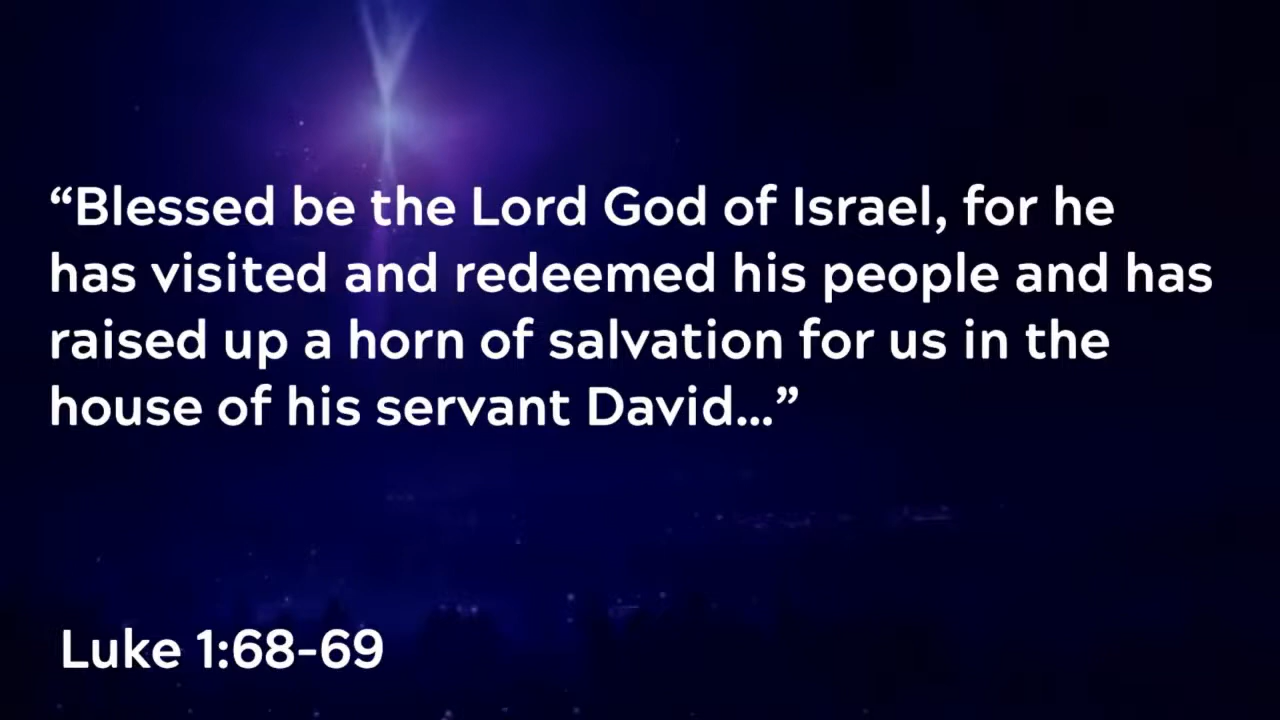 “Blessed be the Lord God of Israel, for he
has visited and redeemed his people and has
raised up a horn of salvation for us in the
house of his servant David...”
Luke 1:68-69